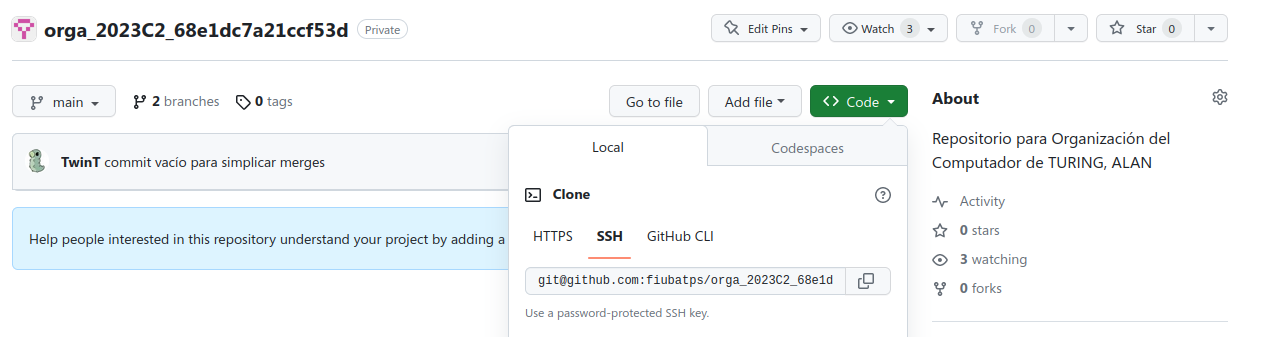 orga_2023C2_68e1dc7a21ccf53d Private Edit Pins Watch 3 Fork 0 Star 0
main 2 branches 0 tags Go to file Add file Code
TwinT commit vacío para simplicar merges
Help people interested in this repository understand your project by adding a
Local Codespaces
Clone
HTTPS SSH GitHub CLI
git@github.com:fiubatps/orga_2023C2_68e1d
Use a password-protected SSH key.
About
Repositorio para Organización del
Computador de TURING, ALAN
Activity
0 stars
3 watching
0 forks